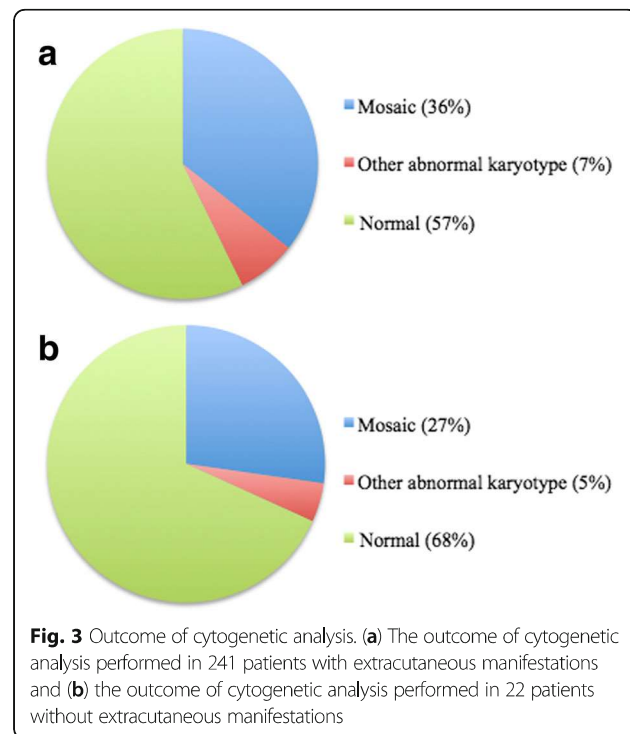 a
Mosaic (36%)
Other abnormal karyotype (7%)
Normal (57%)
b
Mosaic (27%)
Other abnormal karyotype (5%)
Normal (68%)
Fig. 3 Outcome of cytogenetic analysis. (a) The outcome of cytogenetic
analysis performed in 241 patients with extracutaneous manifestations
and (b) the outcome of cytogenetic analysis performed in 22 patients
without extracutaneous manifestations